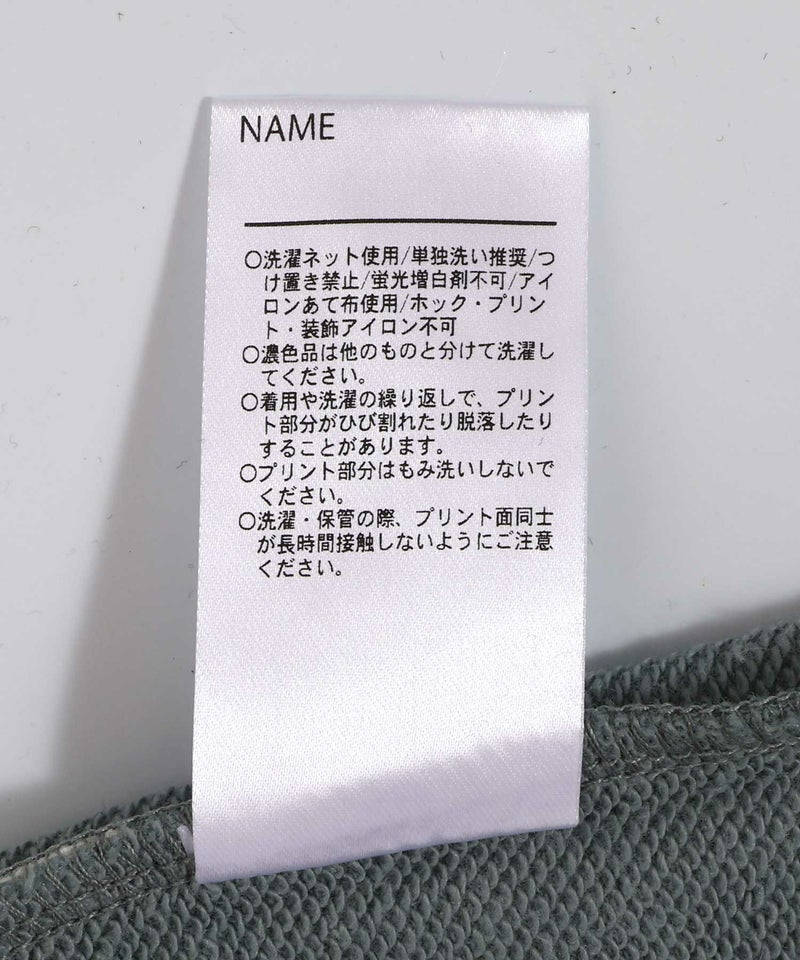 NAME
○洗濯ネット使用/単独洗い推奨/つ
け置き禁止/蛍光増白剤不可/アイ
ロンあて布使用/ホック・プリン
ト・装飾アイロン不可
○濃色品は他のものと分けて洗濯し
てください。
○着用や洗濯の繰り返しで、プリン
ト部分がひび割れたり脱落したり
することがあります。
○プリント部分はもみ洗いしないで
ください。
○洗濯・保管の際、プリント面同士
が長時間接触しないようにご注意
ください。